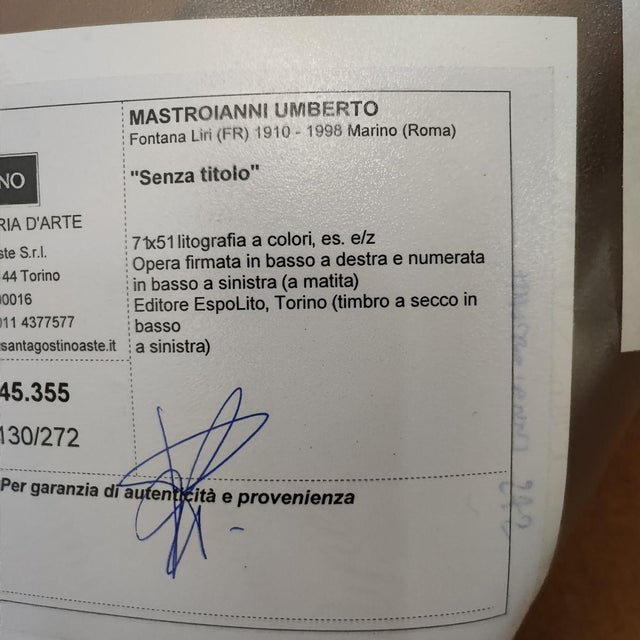 NO
RIA D'ARTE
ste S.r.l.
44 Torino
00016
011 4377577
santagostinoaste.it
45.355
130/272
MASTROIANNI UMBERTO
Fontana Liri (FR) 1910 - 1998 Marino (Roma)
"Senza titolo"
71x51 litografia a colori, es. e/z
Opera firmata in basso a destra e numerata
in basso a sinistra (a matita)
Editore EspoLito, Torino (timbro a secco in
basso
a sinistra)
Per garanzia di autenticità e provenienza